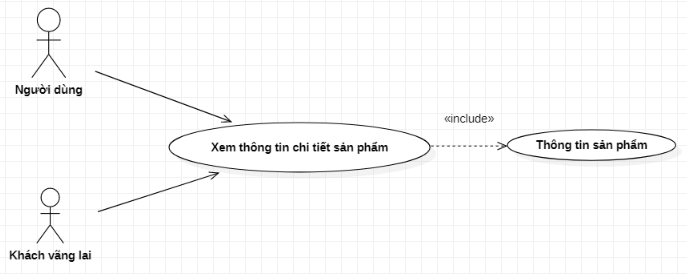 Người dùng
«include»
Xem thông tin chi tiết sản phẩm
Thông tin sản phẩm
Khách vãng lai